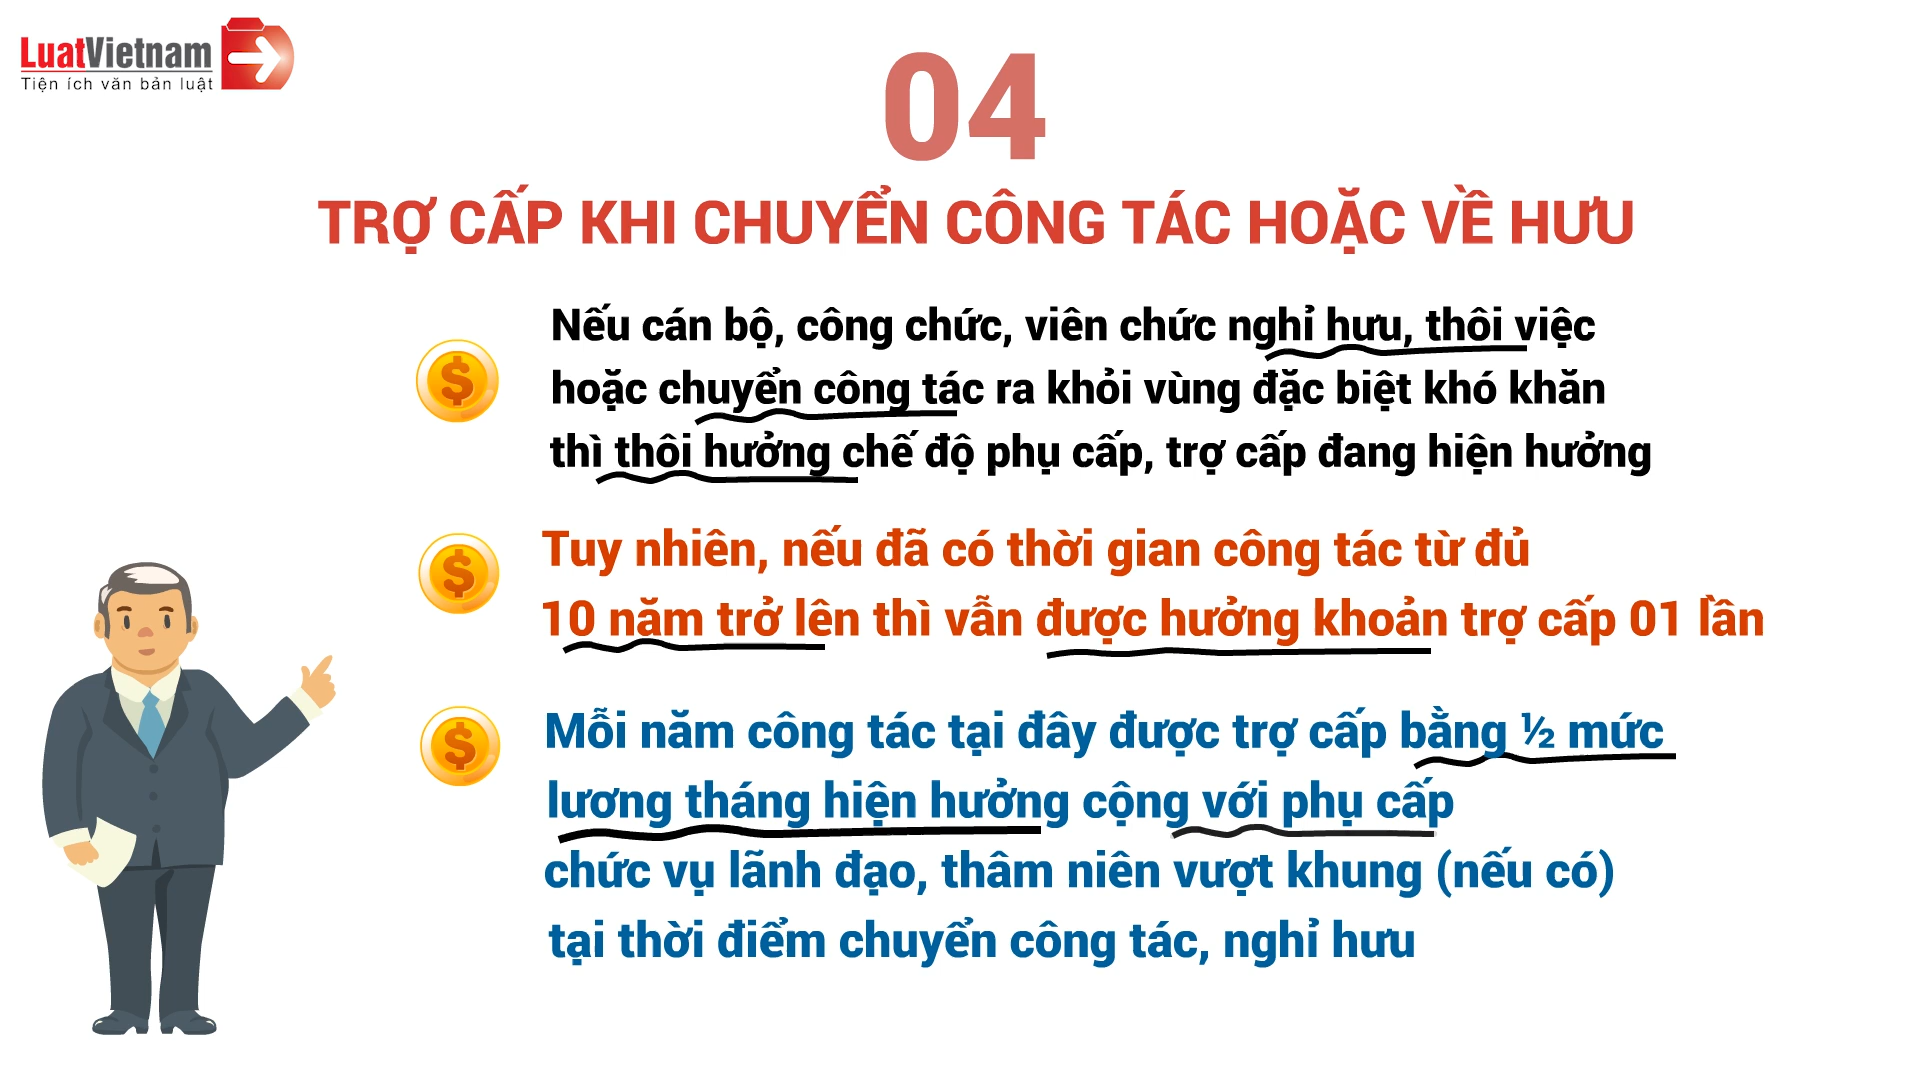 LuatVietnam
Tiện ích văn bản luật
04
TRỢ CẤP KHI CHUYỂN CÔNG TÁC HOẶC VỀ HƯU
Nếu cán bộ, công chức, viên chức nghỉ hưu, thôi việc
hoặc chuyển công tác ra khỏi vùng đặc biệt khó khăn
thì thôi hưởng chế độ phụ cấp, trợ cấp đang hiện hưởng
Tuy nhiên, nếu đã có thời gian công tác từ đủ
10 năm trở lên thì vẫn được hưởng khoản trợ cấp 01 lần
Mỗi năm công tác tại đây được trợ cấp bằng ½ mức
lương tháng hiện hưởng cộng với phụ cấp
chức vụ lãnh đạo, thâm niên vượt khung (nếu có)
tại thời điểm chuyển công tác, nghỉ hưu